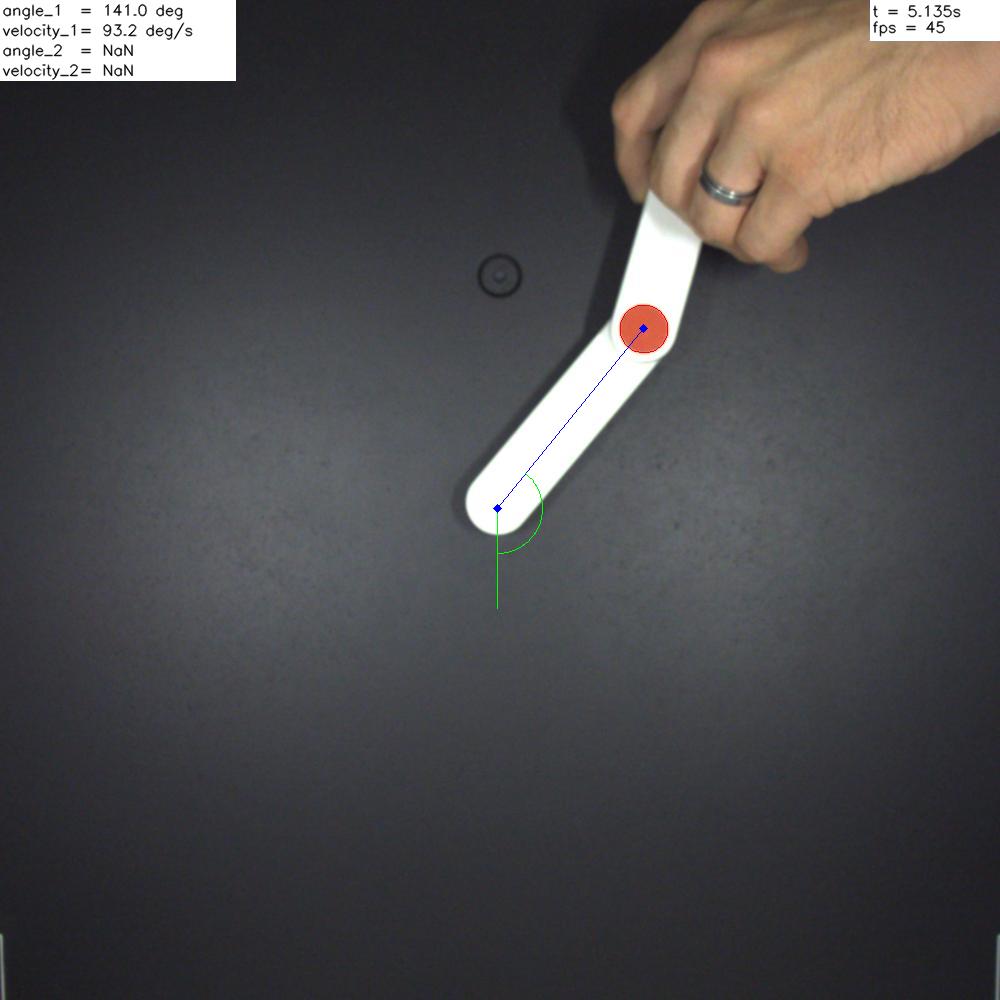 angle_1  = 141.0 deg
velocity_1= 93.2 deg/s
angle_2  = NaN
velocity_2= NaN
t = 5.135s
fps = 45